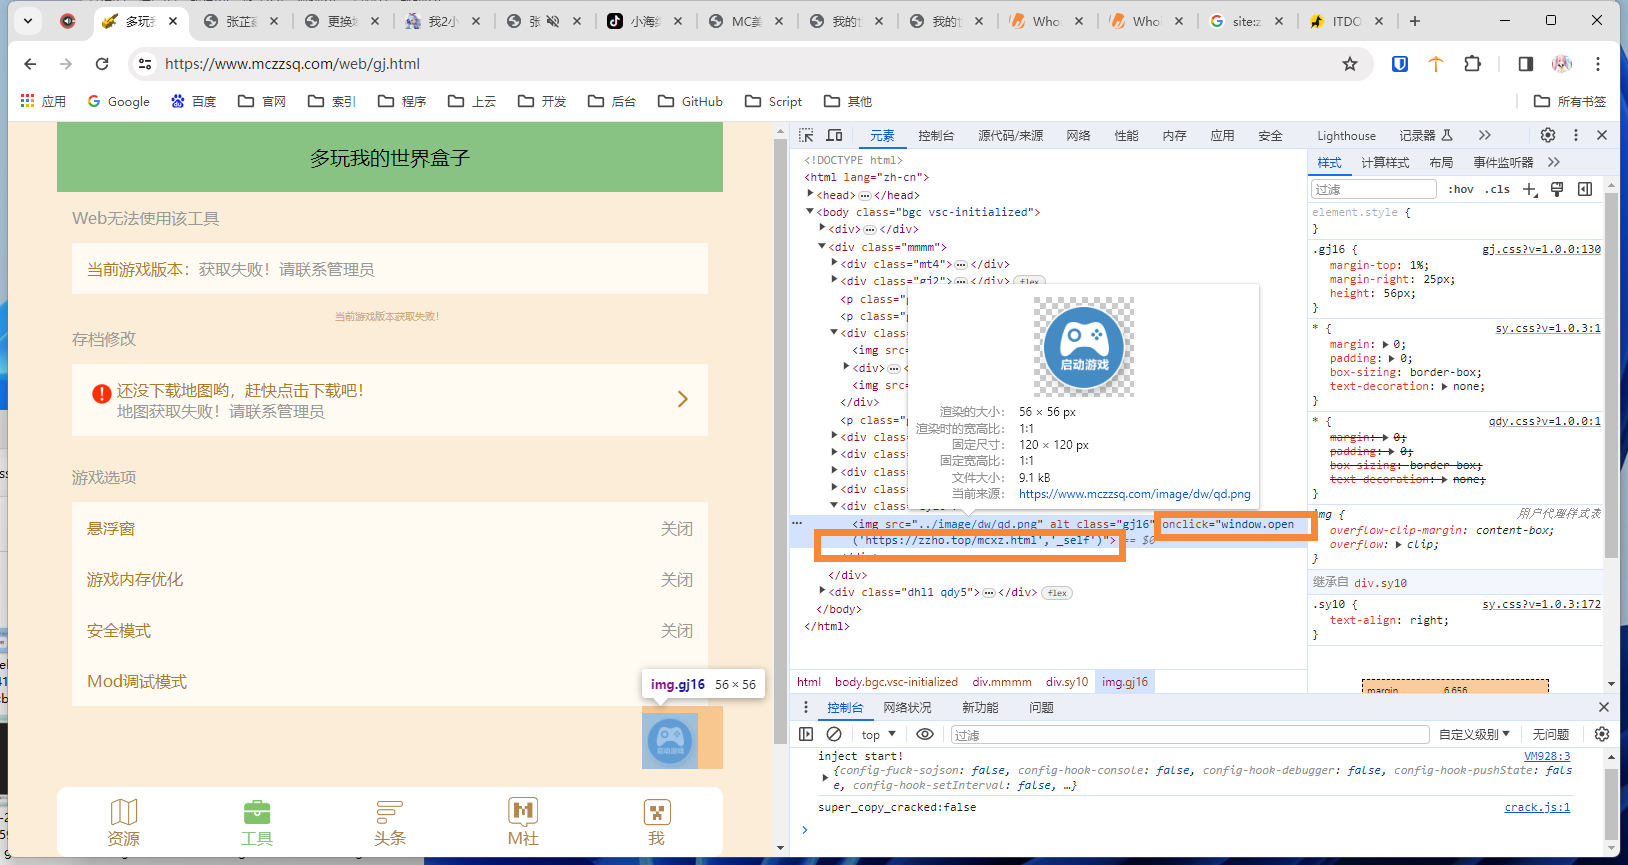 多玩我
张芷
更换
我2小
张
小海
MC美
我的t
我的t
Who
Who
site:z
ITDO
https://www.mczzsq.com/web/gj.html
应用 Google 百度 官网 索引 程序 上云 开发 后台 GitHub Script 其他 所有书签
多玩我的世界盒子
Web无法使用该工具
当前游戏版本：获取失败！请联系管理员
当前游戏版本获取失败！
存档修改
还没下载地图哟，赶快点击下载吧！
地图获取失败！请联系管理员
游戏选项
悬浮窗 关闭
游戏内存优化 关闭
安全模式 关闭
Mod调试模式
img.gj16 56 × 56
启动游戏
资源 工具 头条 M社 我
元素 控制台 源代码/来源 网络 性能 内存 应用 安全 Lighthouse 记录器
<!DOCTYPE html>
<html lang="zh-cn">
<head> … </head>
<body class="bgc vsc-initialized">
<div> … </div>
<div class="mmmm">
<div class="mt4"> … </div>
<div class="gj2"> … </div> flex
<p class="
<p class="
<div class=
<img src=
<div> …
<img src=
</div>
<p class="
<div class=
<div class=
<div class=
<div class=
<div class=
<img src="../image/dw/qd.png" alt class="gj16" onclick="window.open
('https://zzho.top/mcxz.html','_self')"> == $0
</div>
<div class="dhl1 qdy5"> … </div> flex
</body>
</html>
启动游戏
渲染的大小： 56 × 56 px
渲染时的宽高比： 1∶1
固定尺寸： 120 × 120 px
固定宽高比： 1∶1
文件大小： 9.1 kB
当前来源： https://www.mczzsq.com/image/dw/qd.png
html body.bgc.vsc-initialized div.mmmm div.sy10 img.gj16
样式 计算样式 布局 事件监听器
过滤 :hov .cls
element.style {
}
.gj16 { gj.css?v=1.0.0:130
margin-top: 1%;
margin-right: 25px;
height: 56px;
}
* { sy.css?v=1.0.3:1
margin: 0;
padding: 0;
box-sizing: border-box;
text-decoration: none;
}
* { qdy.css?v=1.0.0:1
margin: 0;
padding: 0;
box-sizing: border-box;
text-decoration: none;
}
img { 用户代理样式表
overflow-clip-margin: content-box;
overflow: clip;
}
继承自 div.sy10
.sy10 { sy.css?v=1.0.3:172
text-align: right;
}
margin 6.656
控制台 网络状况 新功能 问题
top 过滤 自定义级别 无问题
inject start! VM928:3
{config-fuck-sojson: false, config-hook-console: false, config-hook-debugger: false, config-hook-pushState: fals
e, config-hook-setInterval: false, …}
super_copy_cracked:false crack.js:1